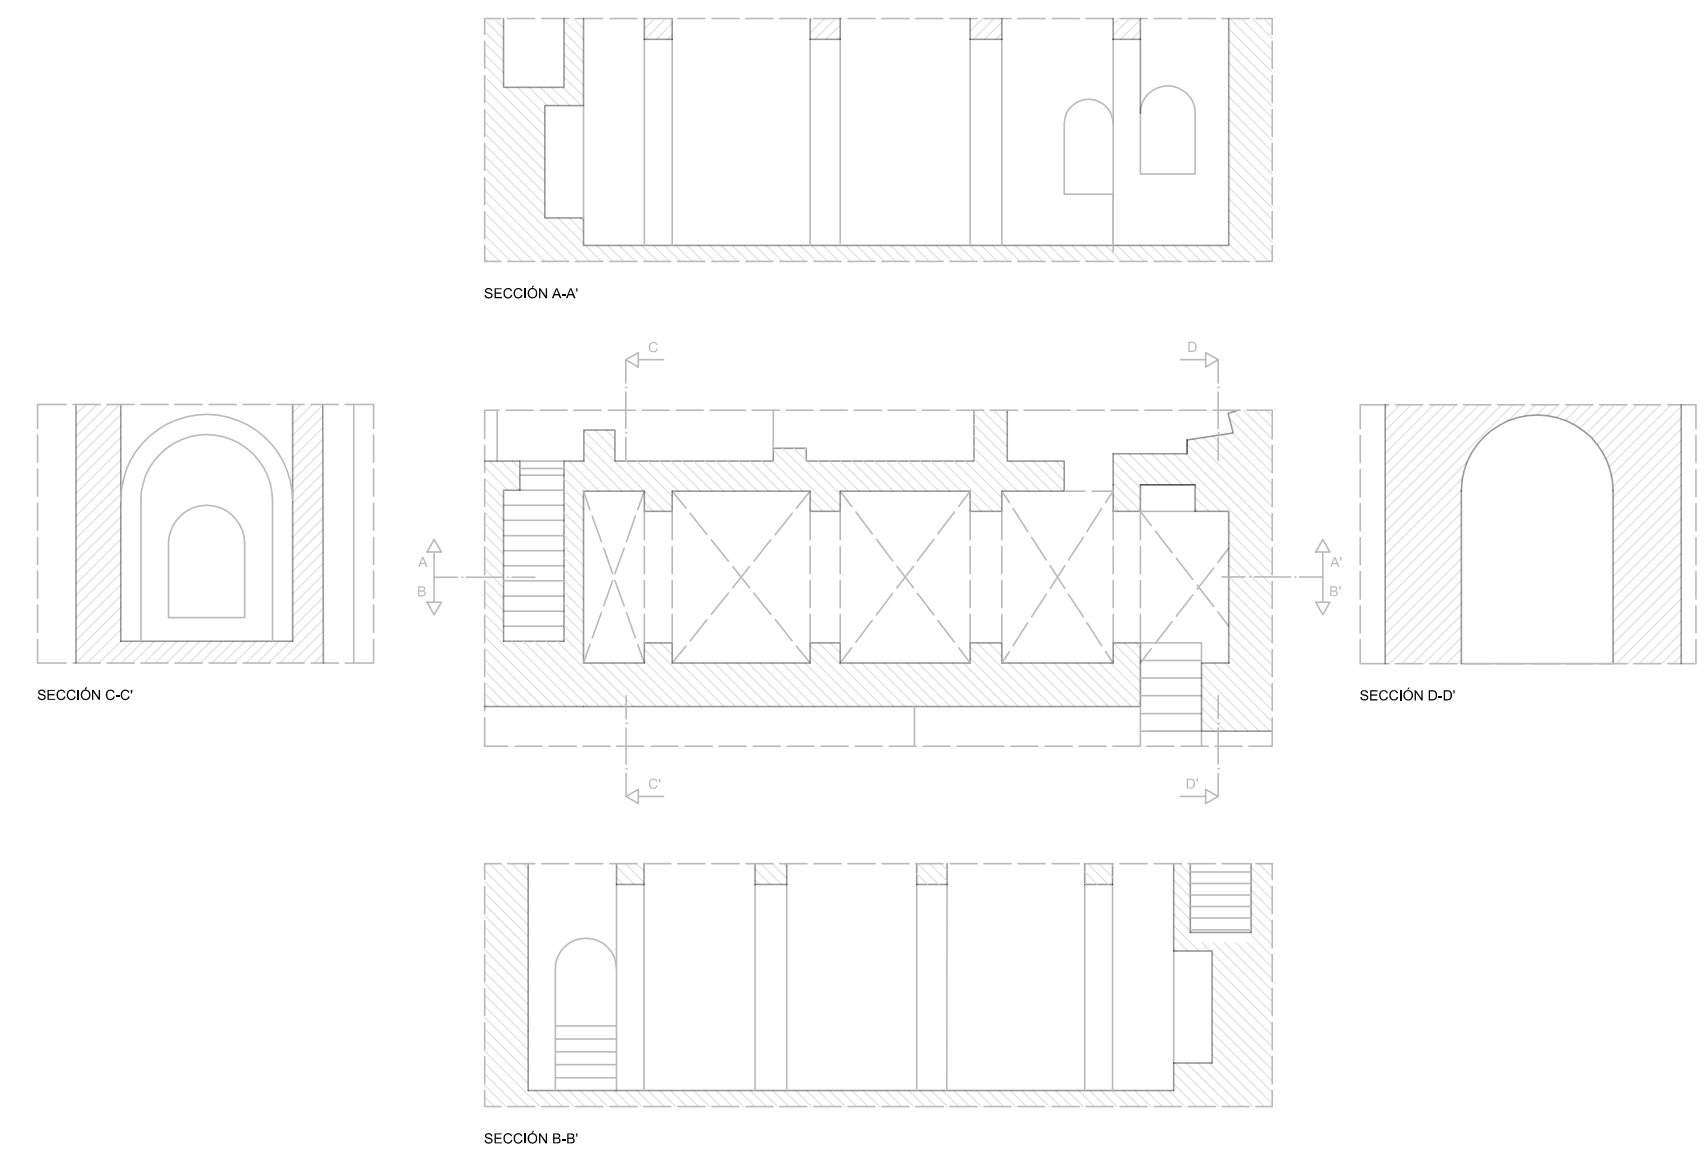 SECCIÓN A-A'
C
D
A
A'
B
B'
SECCIÓN C-C'
SECCIÓN D-D'
C'
D'
SECCIÓN B-B'